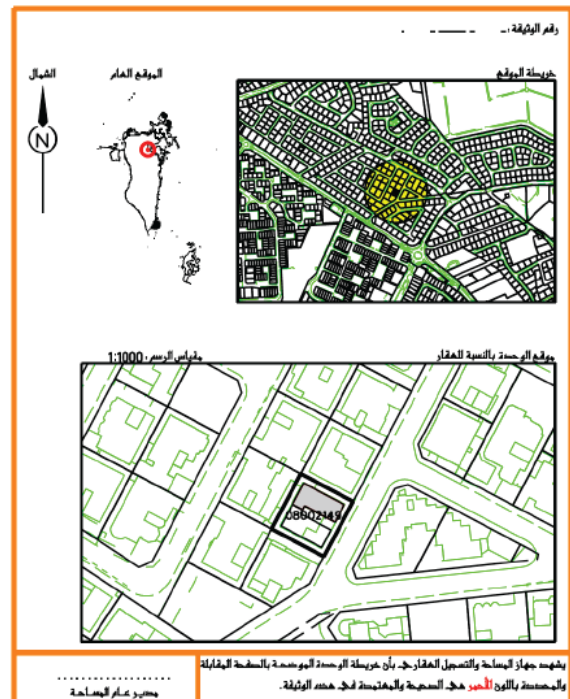 رقم الوثيقة :
خريطة الموقع
الموقع العام
الشمال
N
موقع الوحدة بالنسبة للعقار
مقياس الرسم : 1:1000
08002149
يشهد جهاز المساحة والتسجيل العقاري بأن خريطة الوحدة الموضحة بالصفحة المقابلة
والمحددة باللون الأحمر هي الصحيحة والمعتمدة في هذه الوثيقة.
مدير عام المساحة